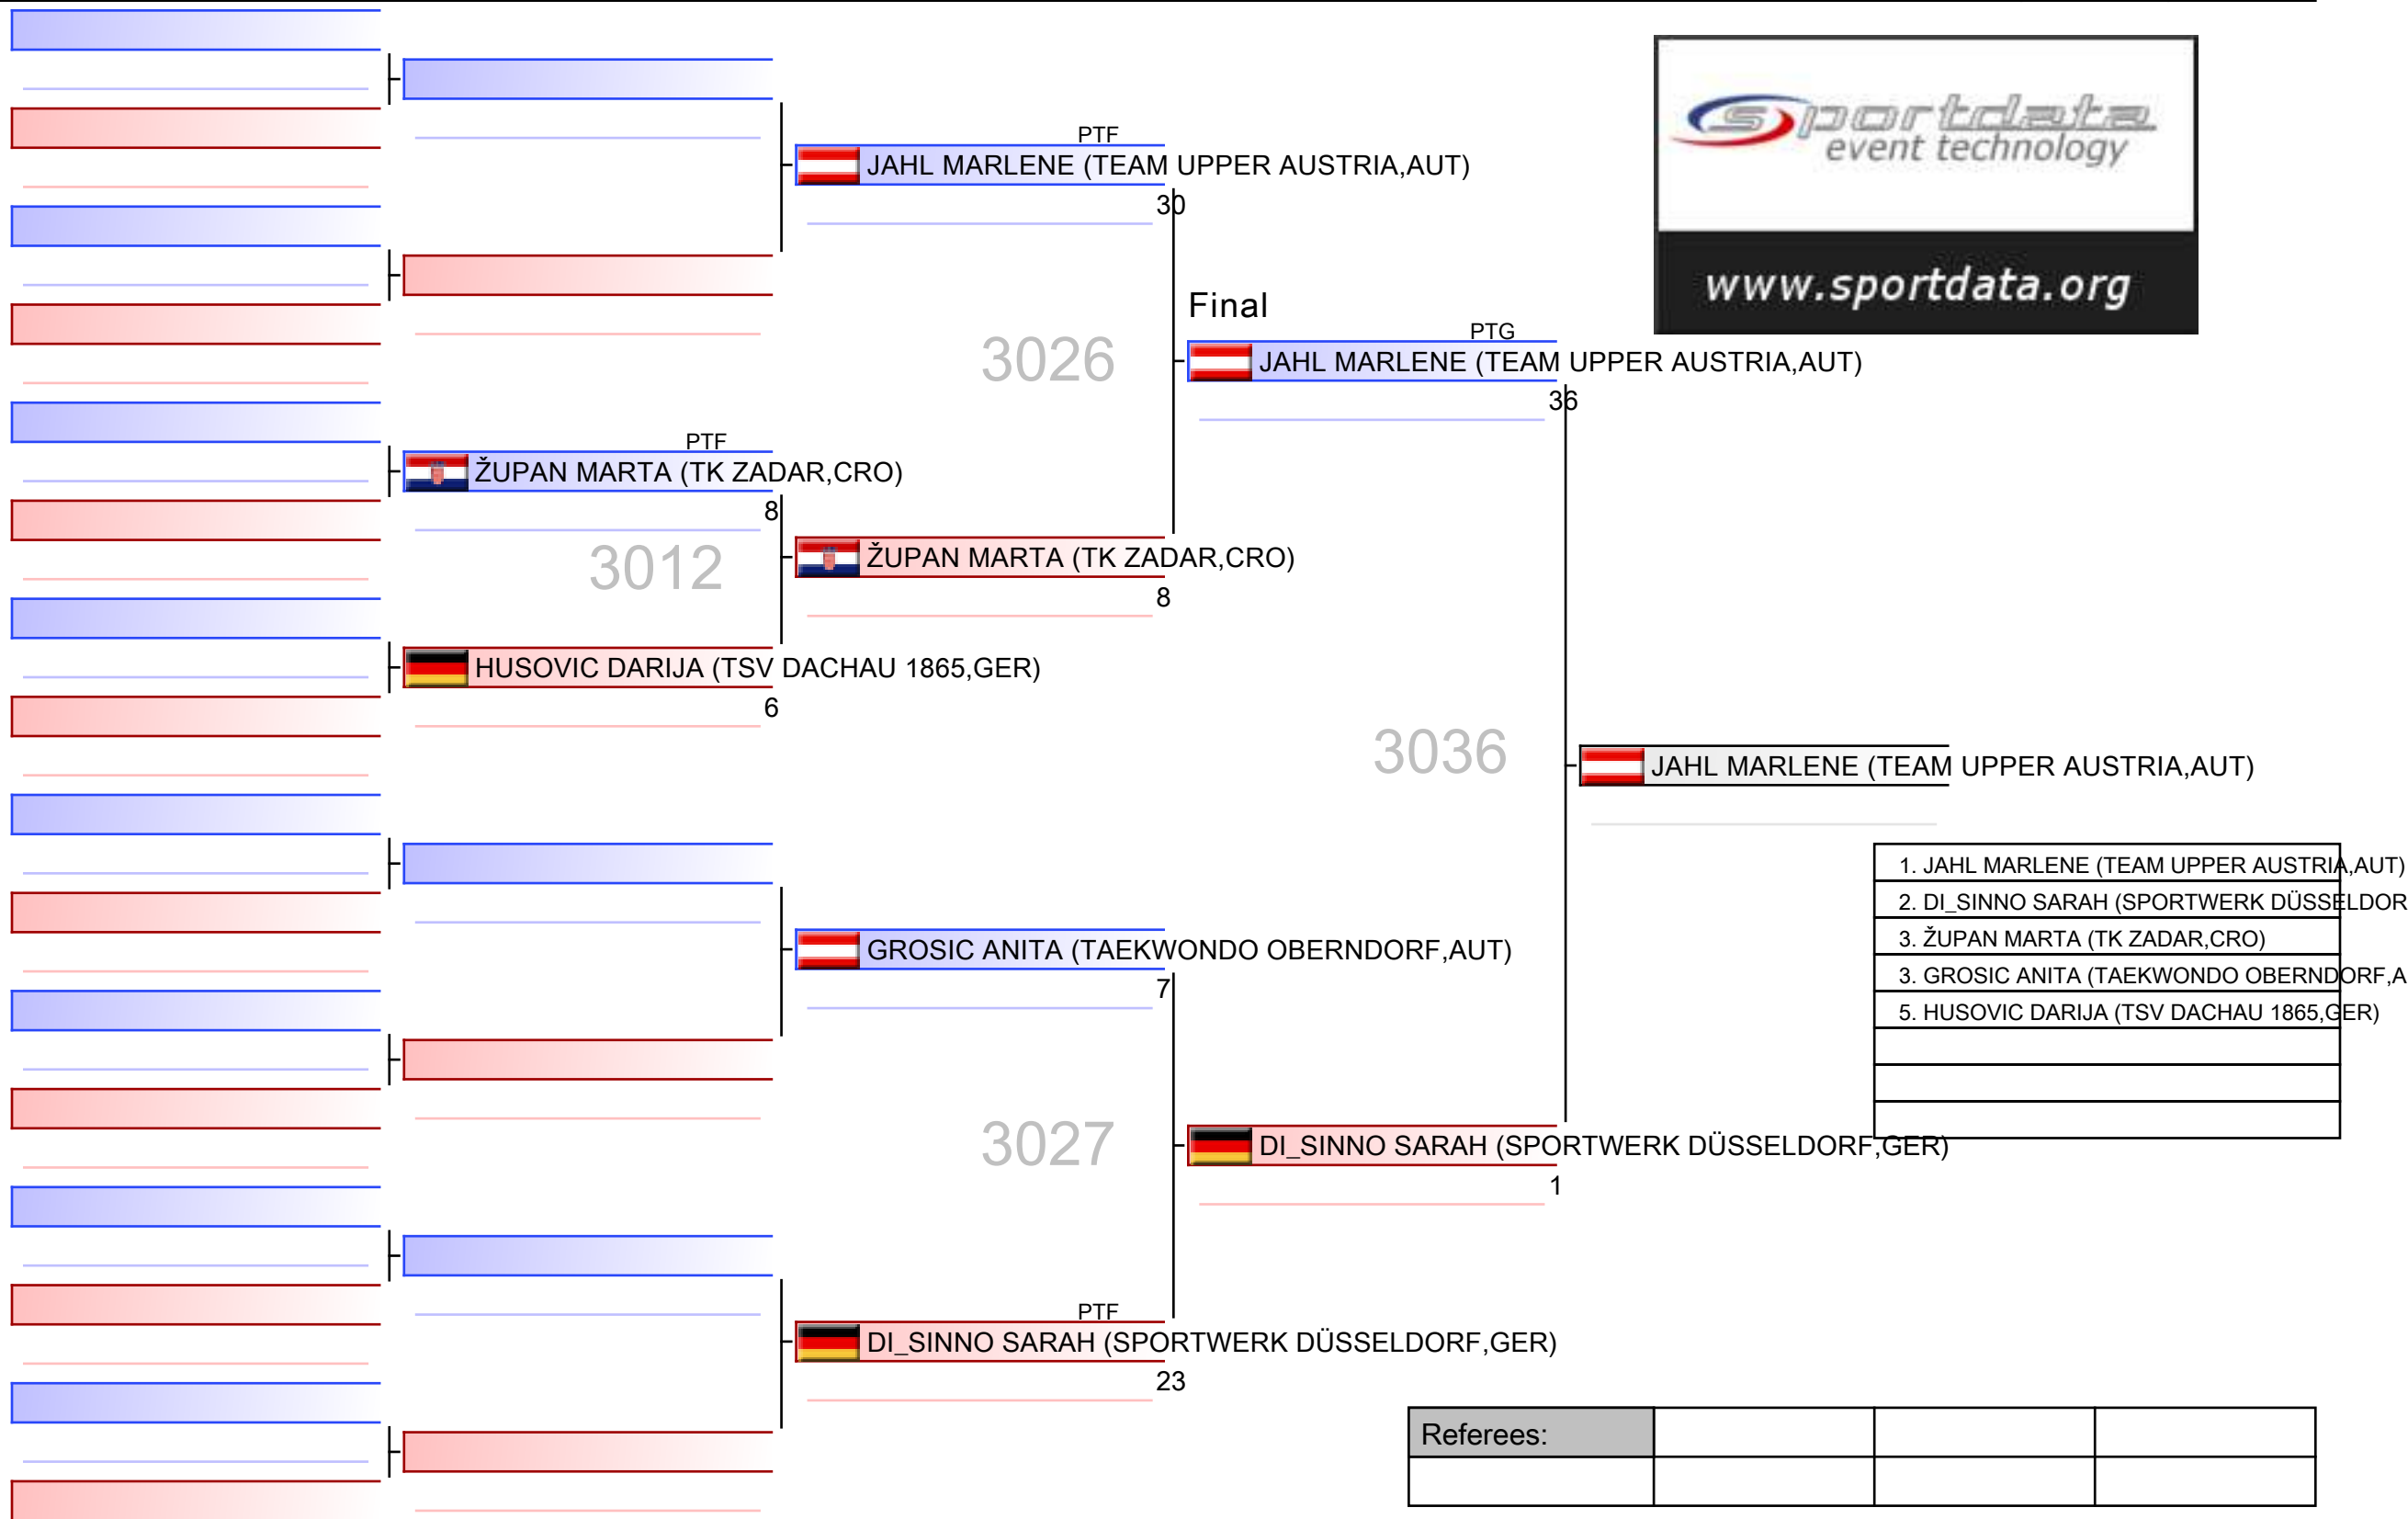 sportdata
event technology
www.sportdata.org
PTF
JAHL MARLENE (TEAM UPPER AUSTRIA,AUT)
30
Final
3026
PTG
JAHL MARLENE (TEAM UPPER AUSTRIA,AUT)
36
PTF
ŽUPAN MARTA (TK ZADAR,CRO)
8
3012
ŽUPAN MARTA (TK ZADAR,CRO)
8
HUSOVIC DARIJA (TSV DACHAU 1865,GER)
6
3036
JAHL MARLENE (TEAM UPPER AUSTRIA,AUT)
1. JAHL MARLENE (TEAM UPPER AUSTRIA,AUT)
2. DI_SINNO SARAH (SPORTWERK DÜSSELDOR
3. ŽUPAN MARTA (TK ZADAR,CRO)
3. GROSIC ANITA (TAEKWONDO OBERNDORF,A
5. HUSOVIC DARIJA (TSV DACHAU 1865,GER)
GROSIC ANITA (TAEKWONDO OBERNDORF,AUT)
7
3027
DI_SINNO SARAH (SPORTWERK DÜSSELDORF,GER)
1
PTF
DI_SINNO SARAH (SPORTWERK DÜSSELDORF,GER)
23
Referees: